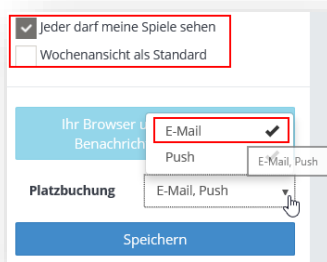 Jeder darf meine Spiele sehen
Wochenansicht als Standard
Ihr Browser
Benachrich
E-Mail
Push
E-Mail, Push
Platzbuchung
E-Mail, Push
Speichern